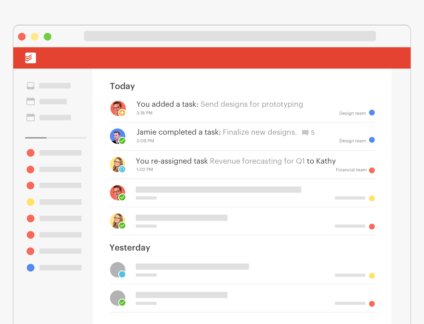 Today
You added a task: Send designs for prototyping
3:16 PM
Design team
Jamie completed a task: Finalize new designs. 5
3:08 PM
Design team
You re-assigned task Revenue forecasting for Q1 to Kathy
1:02 PM
Financial team
Yesterday